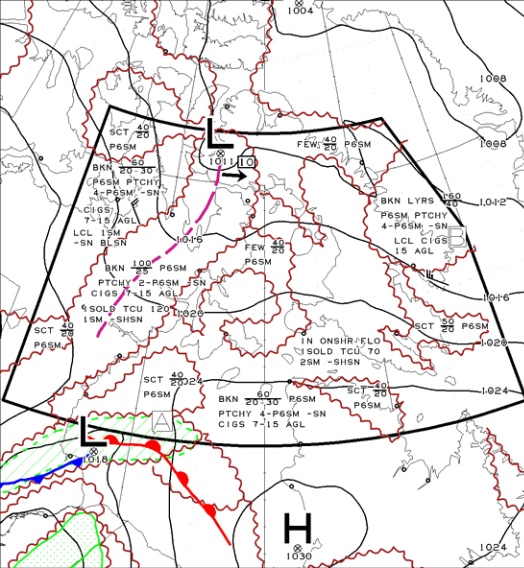 1004
1008
1008
SCT 40/20
P6SM
L
1011 10
FEW 40/20 P6SM
BKN 60/20-30
P6SM PTCHY
4-P6SM -SN
CIGS
7-15 AGL
LCL 1SM
-SN BLSN
1012
BKN LYRS 160/40
P6SM PTCHY
4-P6SM -SN
LCL CIGS
15 AGL
B
1016
FEW 40/20
P6SM
BKN 100/25 P6SM
PTCHY 2-P6SM -SN
CIGS 7-15 AGL
ISOLD TCU 120
1SM -SHSN
1016
1020
SCT 40/20
P6SM
IN ONSHR FLO
ISOLD TCU 70
2SM -SHSN
SCT 50/20 P6SM
1020
SCT 40/20
P6SM
1024
BKN 60/20-30 P6SM
PTCHY 4-P6SM -SN
CIGS 7-15 AGL
SCT 40/20
P6SM
1024
A
L
1018
H
1030
1024